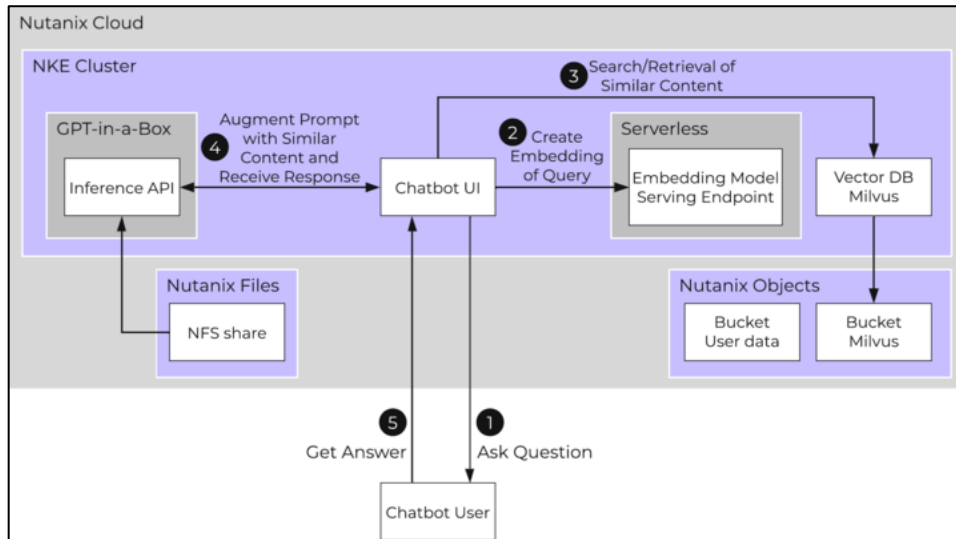 Nutanix Cloud
NKE Cluster
3
Search/Retrieval of
Similar Content
GPT-in-a-Box
Inference API
4
Augment Prompt
with Similar
Content and
Receive Response
Chatbot UI
2
Create
Embedding
of Query
Serverless
Embedding Model
Serving Endpoint
Vector DB
Milvus
Nutanix Files
NFS share
Nutanix Objects
Bucket
User data
Bucket
Milvus
5
Get Answer
1
Ask Question
Chatbot User